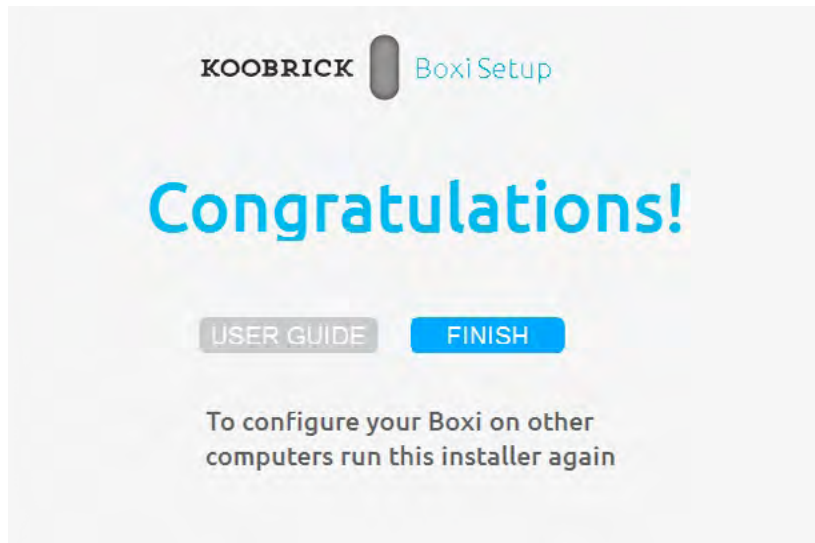 KOOBRICK Boxi Setup
Congratulations!
USER GUIDE FINISH
To configure your Boxi on other
computers run this installer again